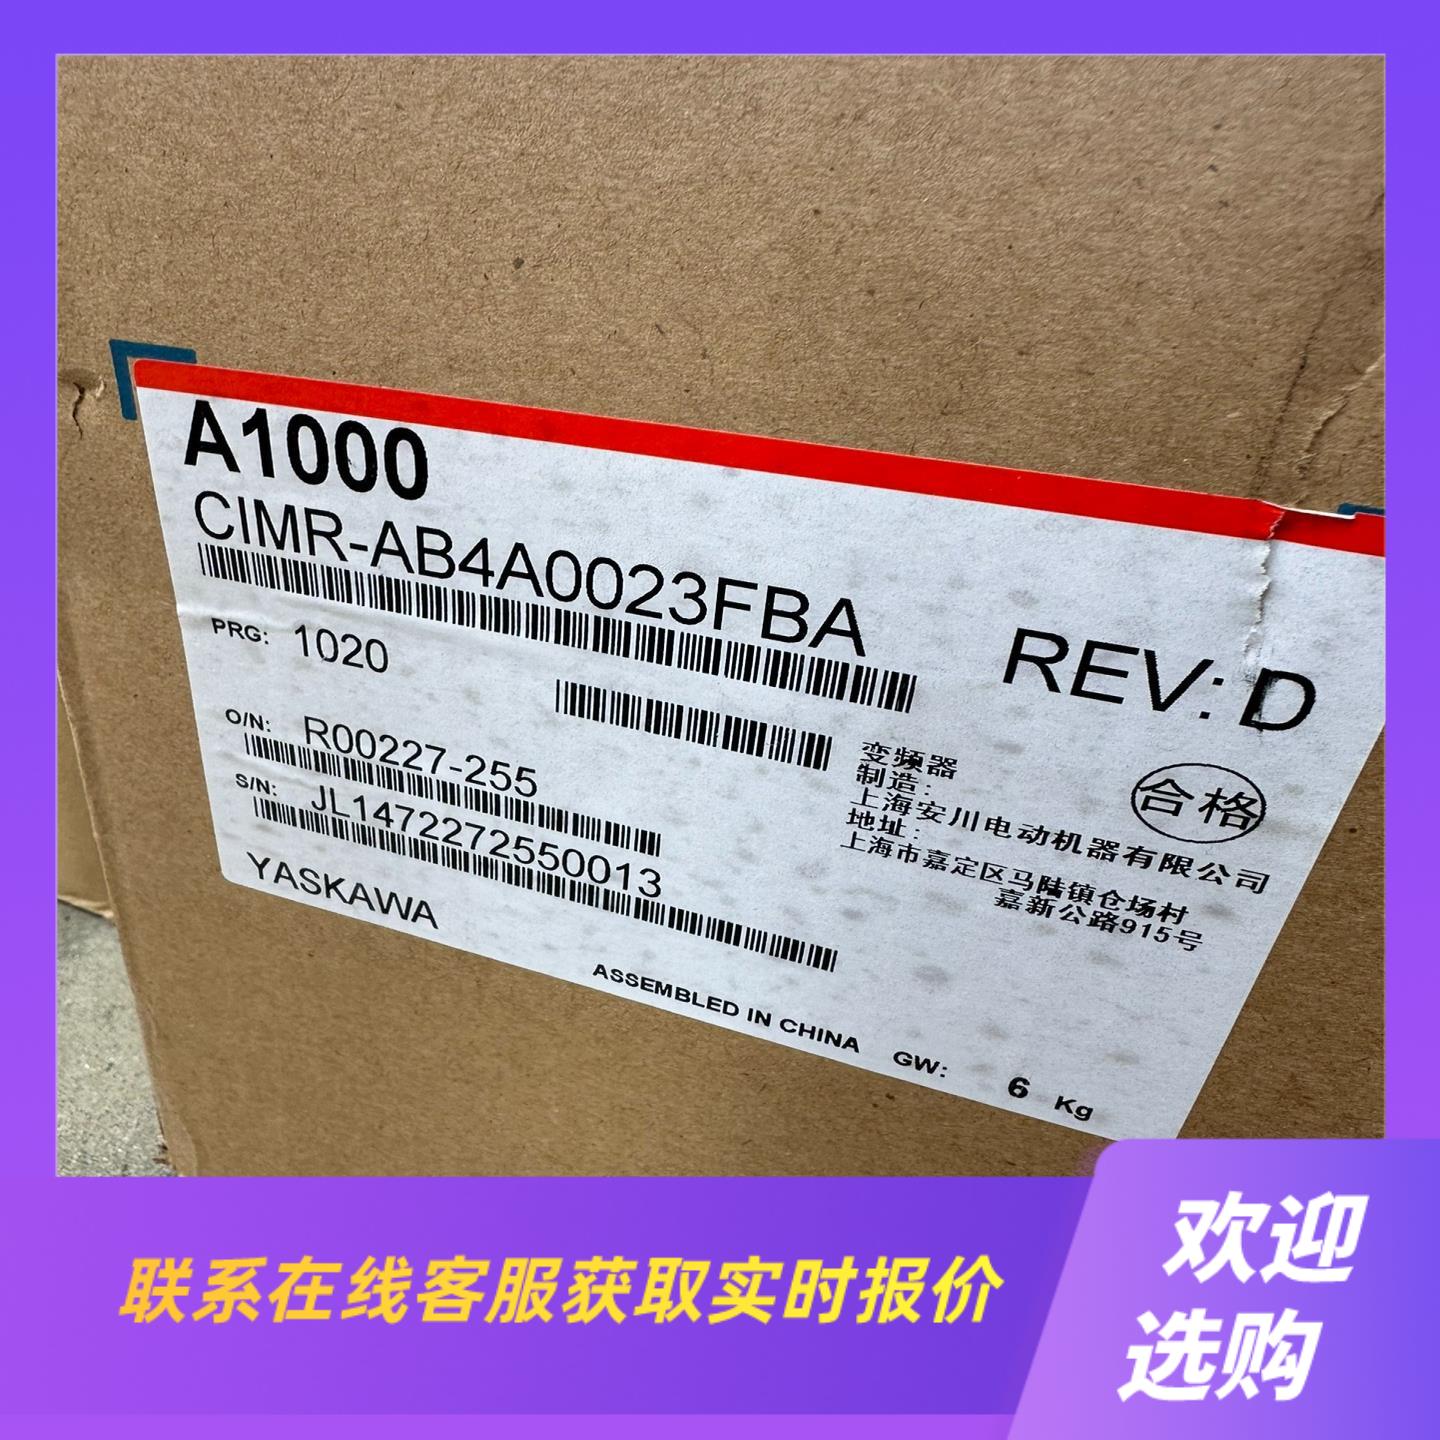 A1000
CIMR-AB4A0023FBA
PRG: 1020
REV: D
O/N: R00227-255
S/N: JL1472272550013
YASKAWA
变频器
制造:
上海安川电动机器有限公司
地址:
上海市嘉定区马陆镇仓场村
嘉新公路915号
合格
ASSEMBLED IN CHINA
GW: 6 Kg
联系在线客服获取实时报价
欢迎
选购